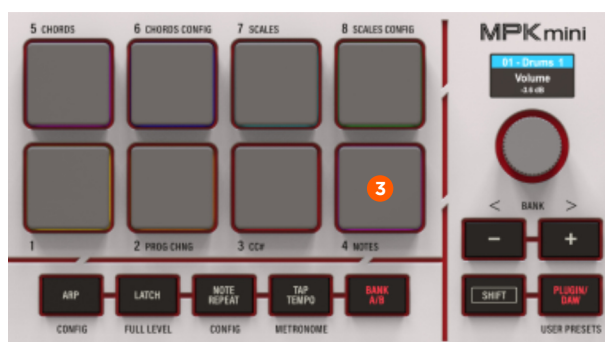 5 CHORDS
6 CHORDS CONFIG
7 SCALES
8 SCALES CONFIG
MPKmini
01 - Drums 1
Volume
-3.6 dB
3
< BANK >
1
2 PROG CHNG
3 CC#
4 NOTES
- +
ARP
LATCH
NOTE
REPEAT
TAP
TEMPO
BANK
A/B
SHIFT
PLUGIN/
DAW
CONFIG
FULL LEVEL
CONFIG
METRONOME
USER PRESETS